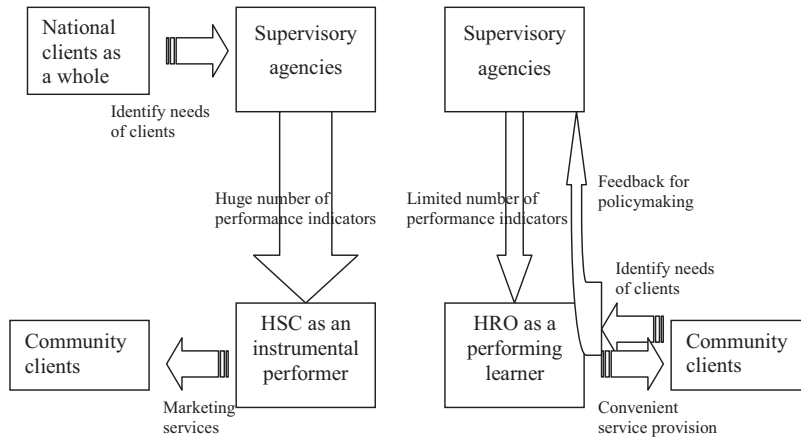 National
clients as
a whole
Identify needs
of clients
Supervisory
agencies
Supervisory
agencies
Huge number of
performance indicators
Limited number of
performance indicators
Feedback for
policymaking
Identify needs
of clients
Community
clients
HSC as an
instrumental
performer
HRO as a
performing
learner
Community
clients
Marketing
services
Convenient
service provision